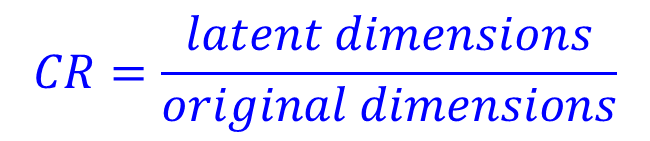 latent dimensions
CR =
original dimensions